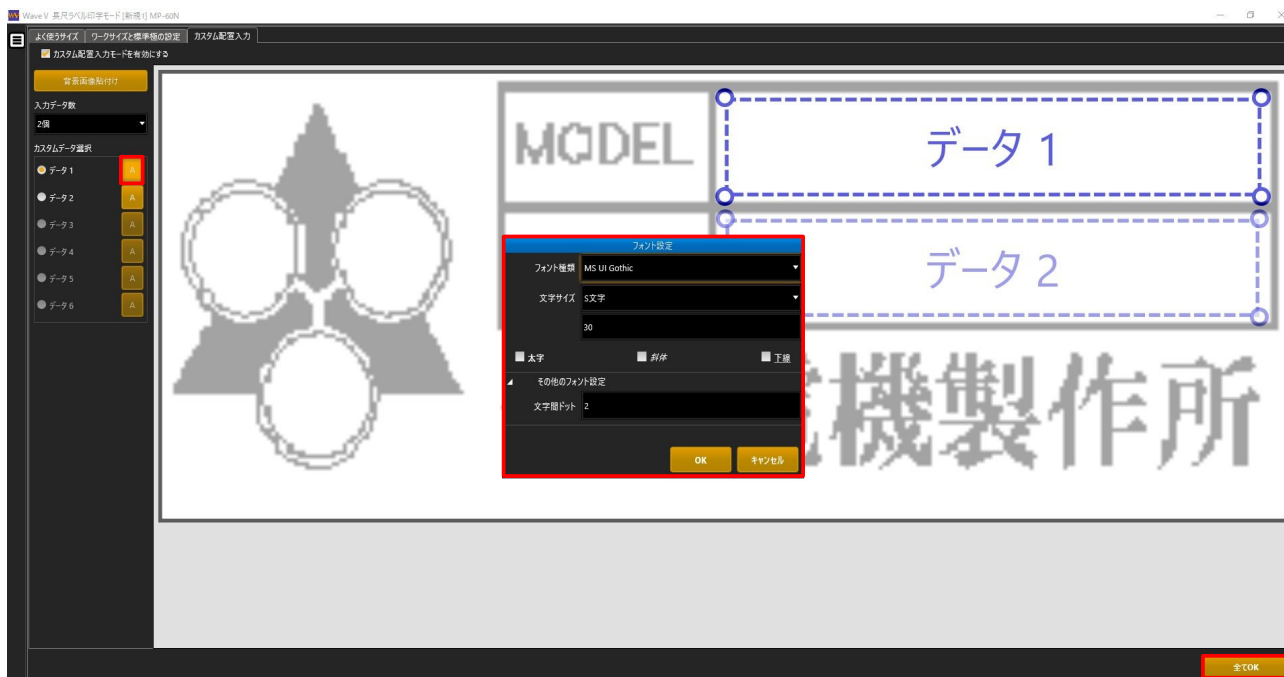 Wave V 長尺ラベル印字モード [新規1] MP-60N
よく使うサイズ ワークサイズと標準極の設定 カスタム配置入力
カスタム配置入力モードを有効にする
背景画像貼付け
入力データ数
2個
カスタムデータ選択
データ 1 A
データ 2 A
データ 3 A
データ 4 A
データ 5 A
データ 6 A
MODEL
データ 1
データ 2
機製作所
フォント設定
フォント種類 MS UI Gothic
文字サイズ S文字
30
太字 斜体 下線
その他のフォント設定
文字間ドット 2
OK キャンセル
全てOK